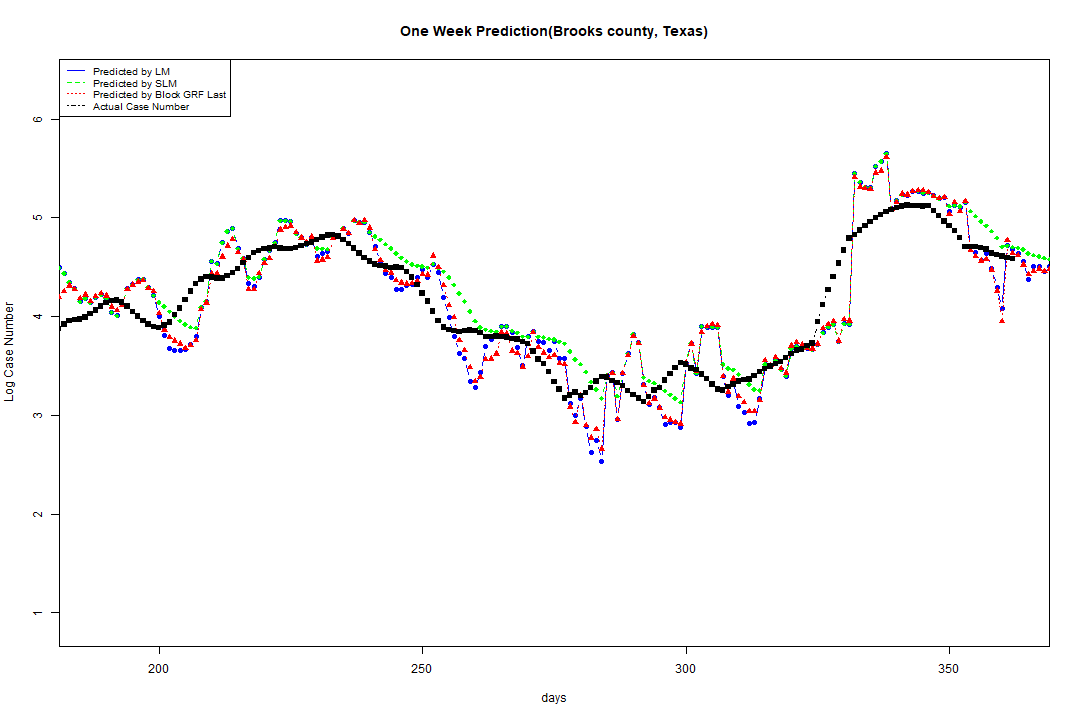 One Week Prediction(Brooks county, Texas)
Predicted by LM
Predicted by SLM
Predicted by Block GRF Last
Actual Case Number
6
5
4
3
2
1
Log Case Number
200
250
300
350
days